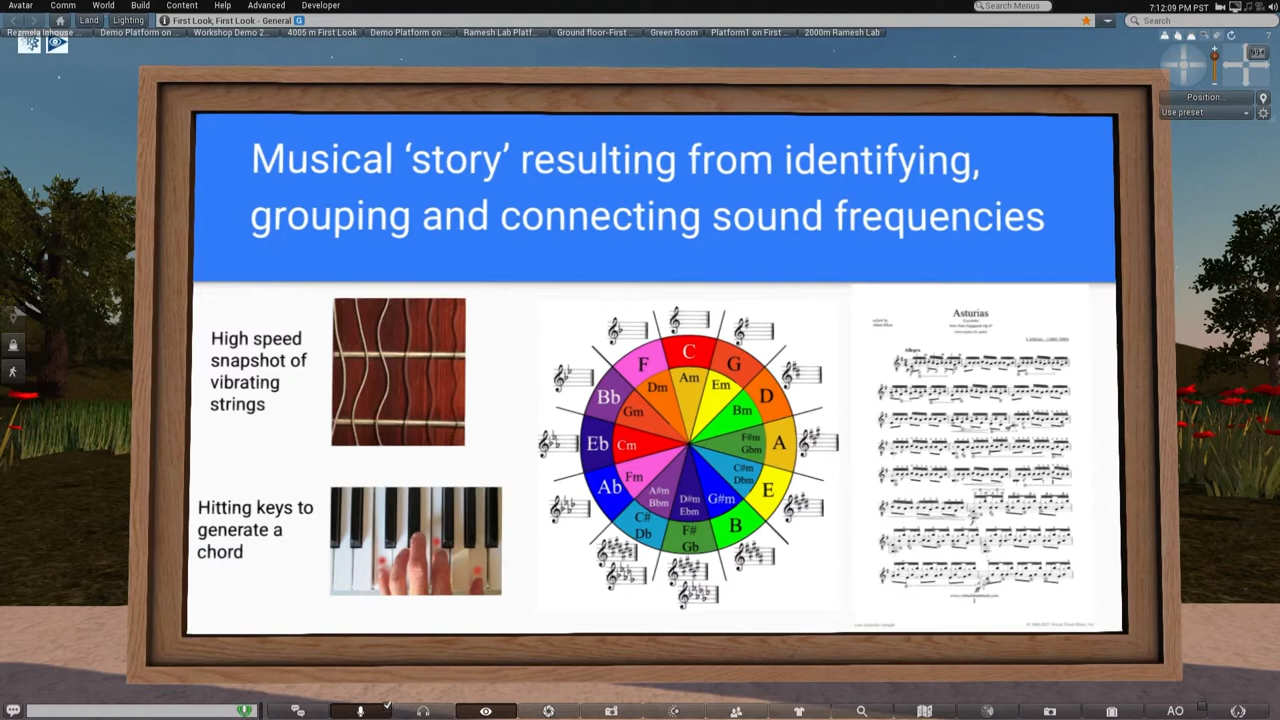 Avatar Comm World Build Content Help Advanced Developer
7:12:09 PM PST
Search Menus
Land Lighting First Look, First Look - General G
Search
Rezmela Inhouse ... Demo Platform on ... Workshop Demo 2... 4005 m First Look Demo Platform on ... Ramesh Lab Platf... Ground floor-First ... Green Room Platform1 on First ... 2000m Ramesh Lab
99+
Position...
Use preset
Musical ‘story’ resulting from identifying,
grouping and connecting sound frequencies
High speed
snapshot of
vibrating
strings
Hitting keys to
generate a
chord
C
G
D
A
E
B
F#
Gb
C#
Db
Ab
Eb
Bb
F
Am
Em
Bm
F#m
Gbm
C#m
Dbm
G#m
D#m
Ebm
A#m
Bbm
Fm
Cm
Gm
Dm
Asturias
Allegro
AO